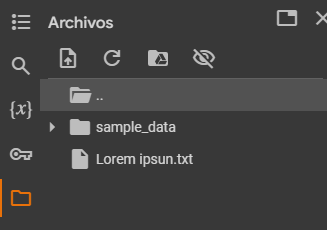 Archivos
{x}
..
sample_data
Lorem ipsun.txt